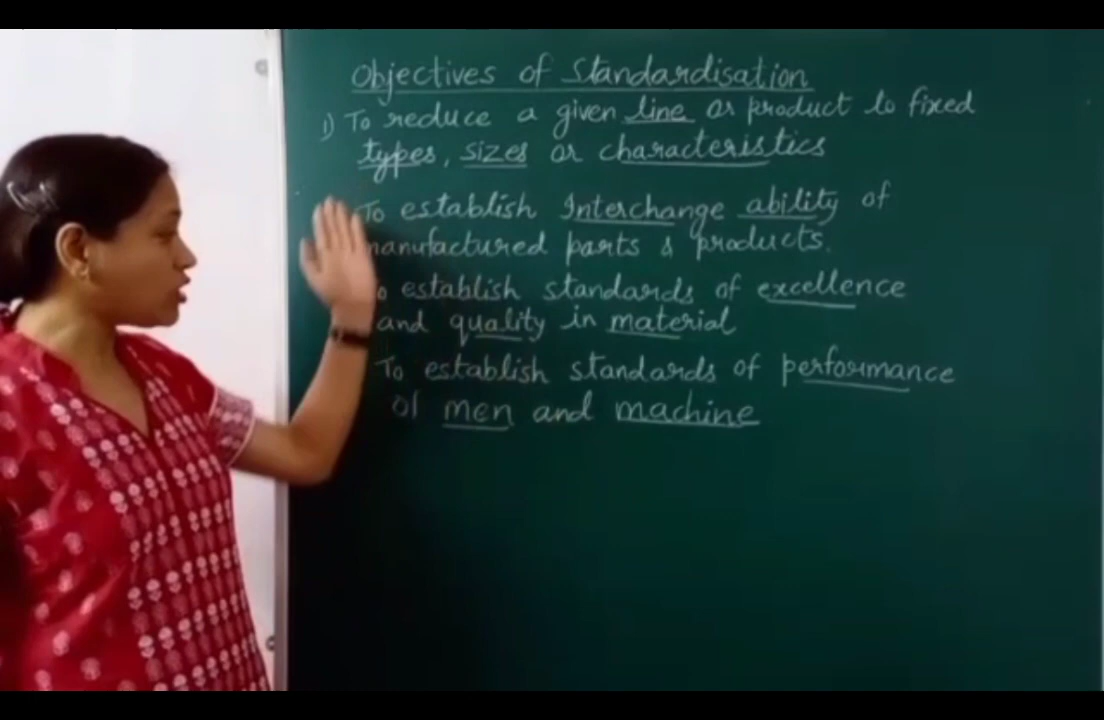 Objectives of Standardisation
1) To reduce a given line or product to fixed
types, sizes or characteristics
To establish Interchange ability of
manufactured parts & products.
To establish standards of excellence
and quality in material
To establish standards of performance
of men and machine